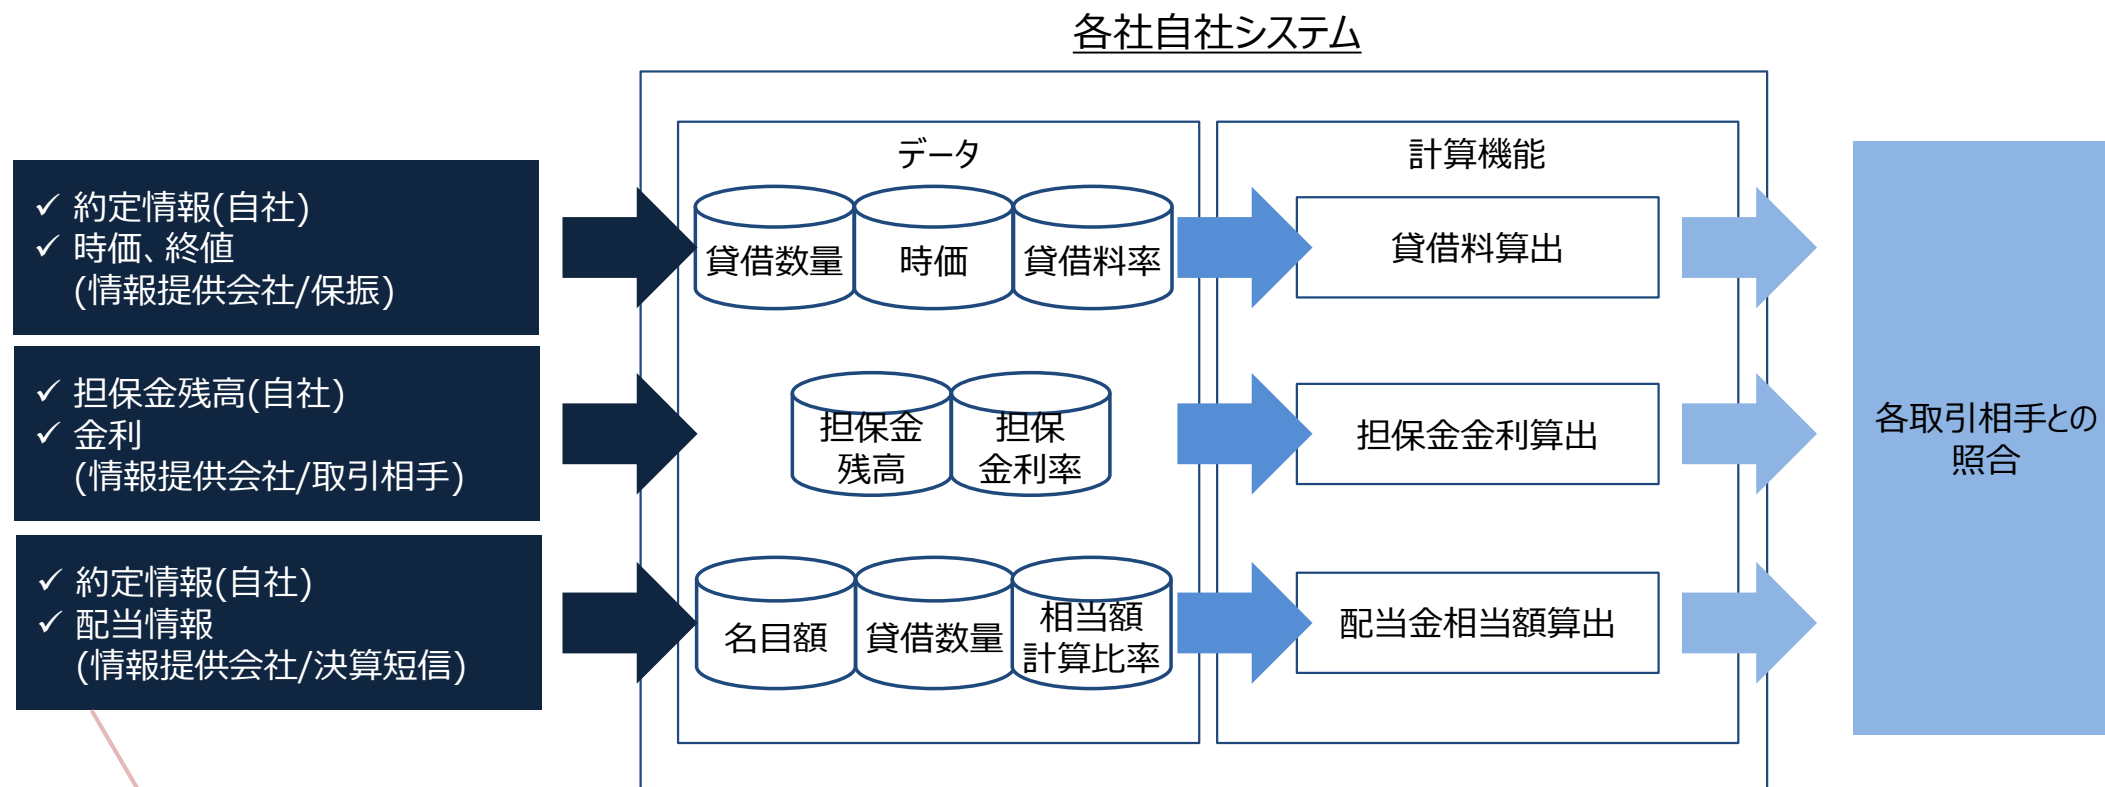 各社自社システム
データ
計算機能
✓ 約定情報(自社)
✓ 時価、終値
(情報提供会社/保振)
貸借数量
時価
貸借料率
貸借料算出
✓ 担保金残高(自社)
✓ 金利
(情報提供会社/取引相手)
担保金
残高
担保
金利率
担保金金利算出
✓ 約定情報(自社)
✓ 配当情報
(情報提供会社/決算短信)
名目額
貸借数量
相当額
計算比率
配当金相当額算出
各取引相手との
照合